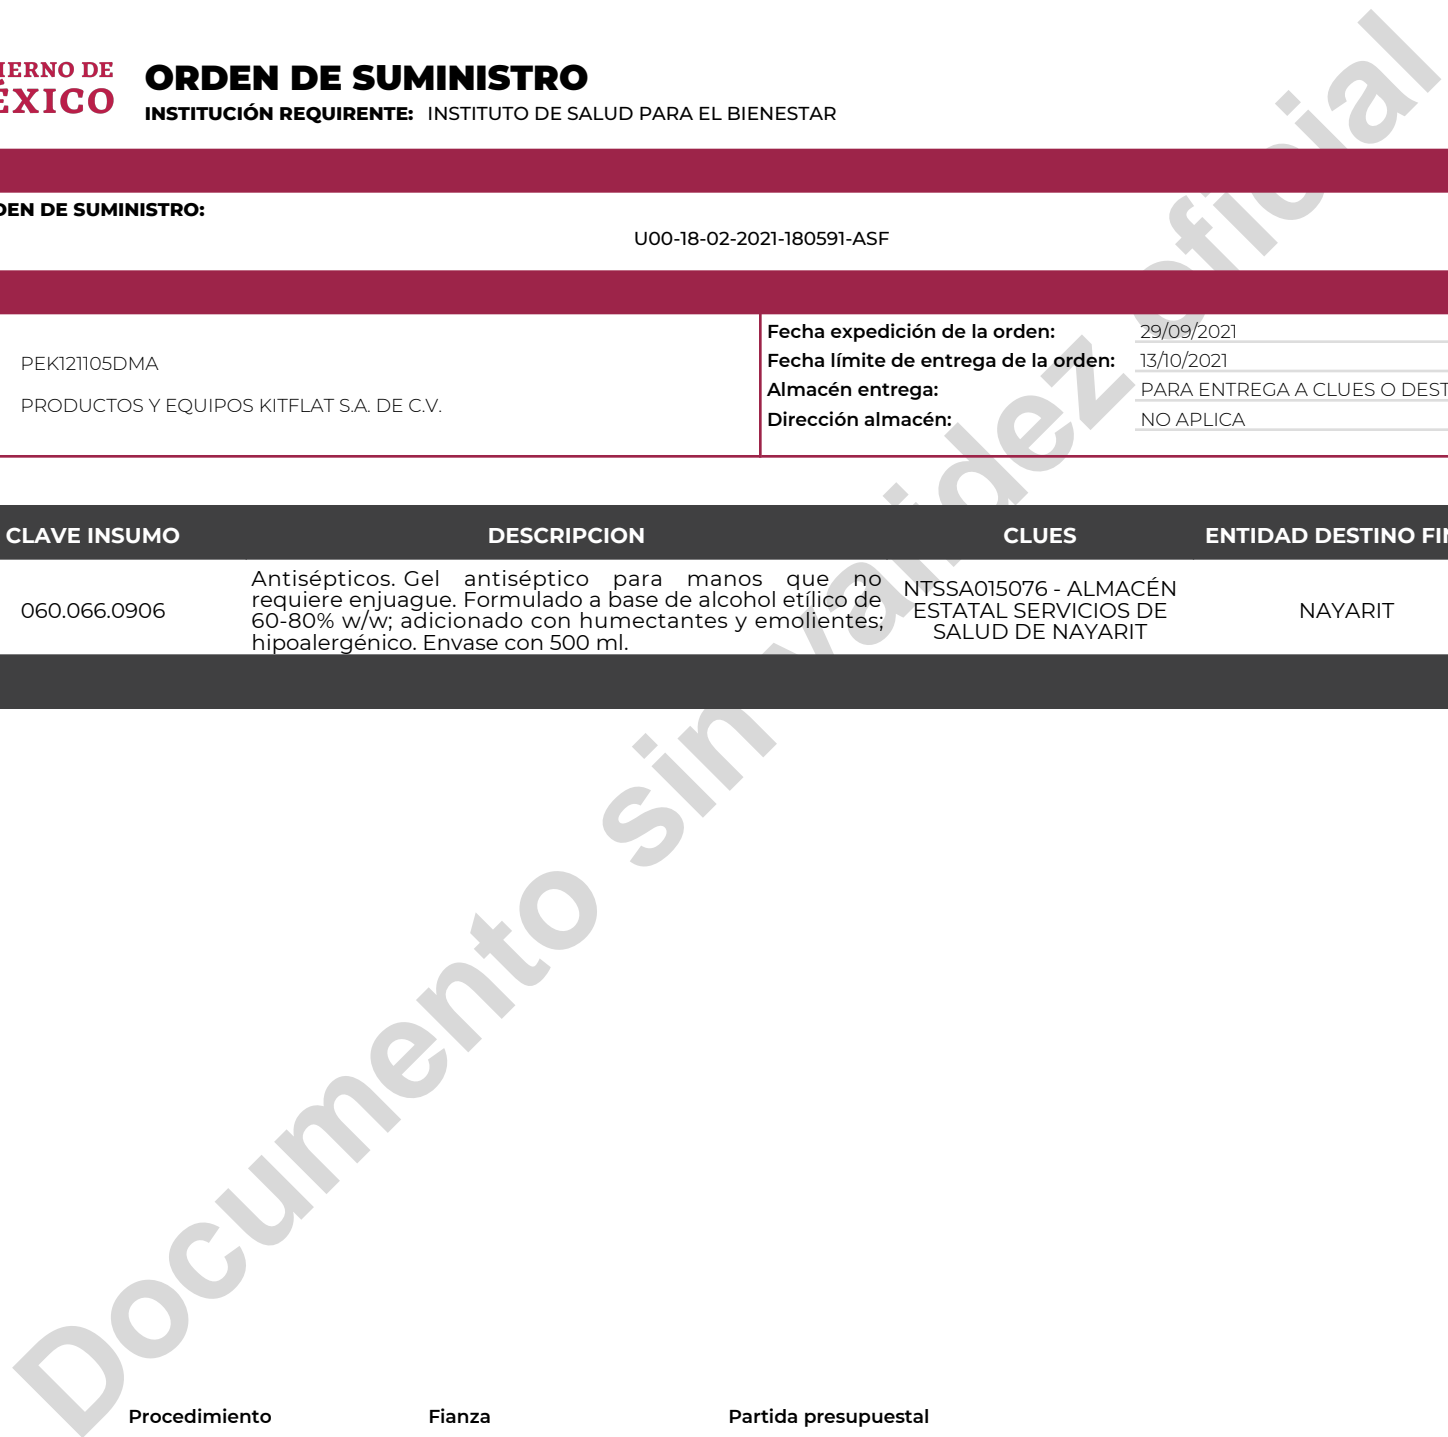 IERNO DE
ÉXICO
ORDEN DE SUMINISTRO
INSTITUCIÓN REQUIRENTE: INSTITUTO DE SALUD PARA EL BIENESTAR
DEN DE SUMINISTRO:
U00-18-02-2021-180591-ASF
PEK121105DMA
PRODUCTOS Y EQUIPOS KITFLAT S.A. DE C.V.
Fecha expedición de la orden: 29/09/2021
Fecha límite de entrega de la orden: 13/10/2021
Almacén entrega: PARA ENTREGA A CLUES O DEST
Dirección almacén: NO APLICA
CLAVE INSUMO DESCRIPCION CLUES ENTIDAD DESTINO FIN
060.066.0906
Antisépticos. Gel antiséptico para manos que no
requiere enjuague. Formulado a base de alcohol etílico de
60-80% w/w; adicionado con humectantes y emolientes;
hipoalergénico. Envase con 500 ml.
NTSSA015076 - ALMACÉN
ESTATAL SERVICIOS DE
SALUD DE NAYARIT
NAYARIT
Documento sin validez oficial
Procedimiento Fianza Partida presupuestal